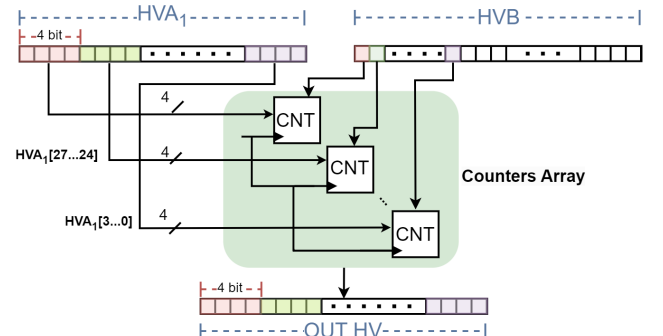 HVA1
HVB
4 bit
4
CNT
HVA1[27...24]
4
CNT
Counters Array
HVA1[3...0]
4
CNT
4 bit
OUT HV